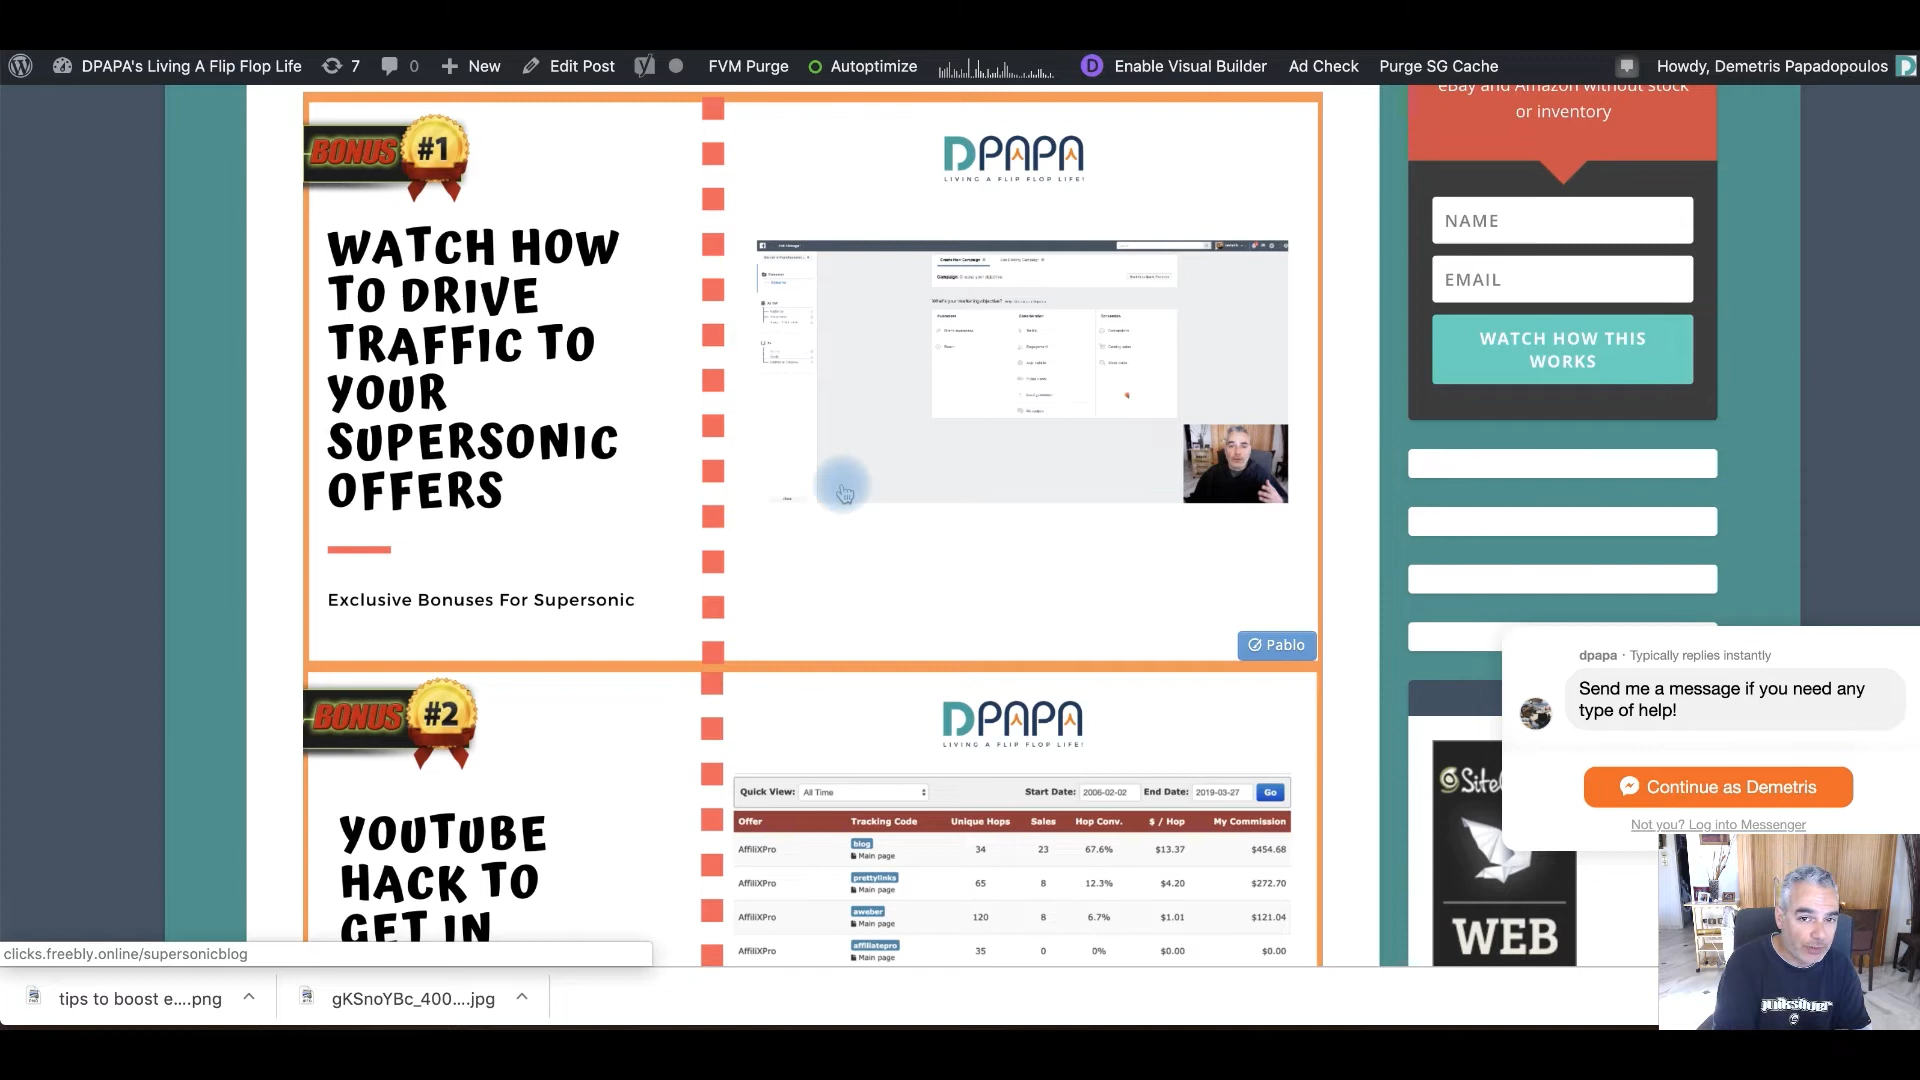 DPAPA's Living A Flip Flop Life 7 0 New Edit Post FVM Purge Autoptimize Enable Visual Builder Ad Check Purge SG Cache Howdy, Demetris Papadopoulos
eBay and Amazon without stock
or inventory
NAME
EMAIL
WATCH HOW THIS
WORKS
BONUS #1
WATCH HOW
TO DRIVE
TRAFFIC TO
YOUR
SUPERSONIC
OFFERS
Exclusive Bonuses For Supersonic
DPAPA
LIVING A FLIP FLOP LIFE!
Pablo
BONUS #2
YOUTUBE
HACK TO
GET IN
DPAPA
LIVING A FLIP FLOP LIFE!
Quick View: All Time Start Date: 2006-02-02 End Date: 2019-03-27 Go
Offer Tracking Code Unique Hops Sales Hop Conv. $ / Hop My Commission
AffiliXPro blog 34 23 67.6% $13.37 $454.68
Main page
AffiliXPro prettylinks 65 8 12.3% $4.20 $272.70
Main page
AffiliXPro aweber 120 8 6.7% $1.01 $121.04
Main page
AffiliXPro affiliatepro 35 0 0% $0.00 $0.00
Main page
dpapa · Typically replies instantly
Send me a message if you need any
type of help!
Continue as Demetris
Not you? Log into Messenger
WEB
quiksilver
clicks.freebly.online/supersonicblog
tips to boost e....png
gKSnoYBc_400....jpg